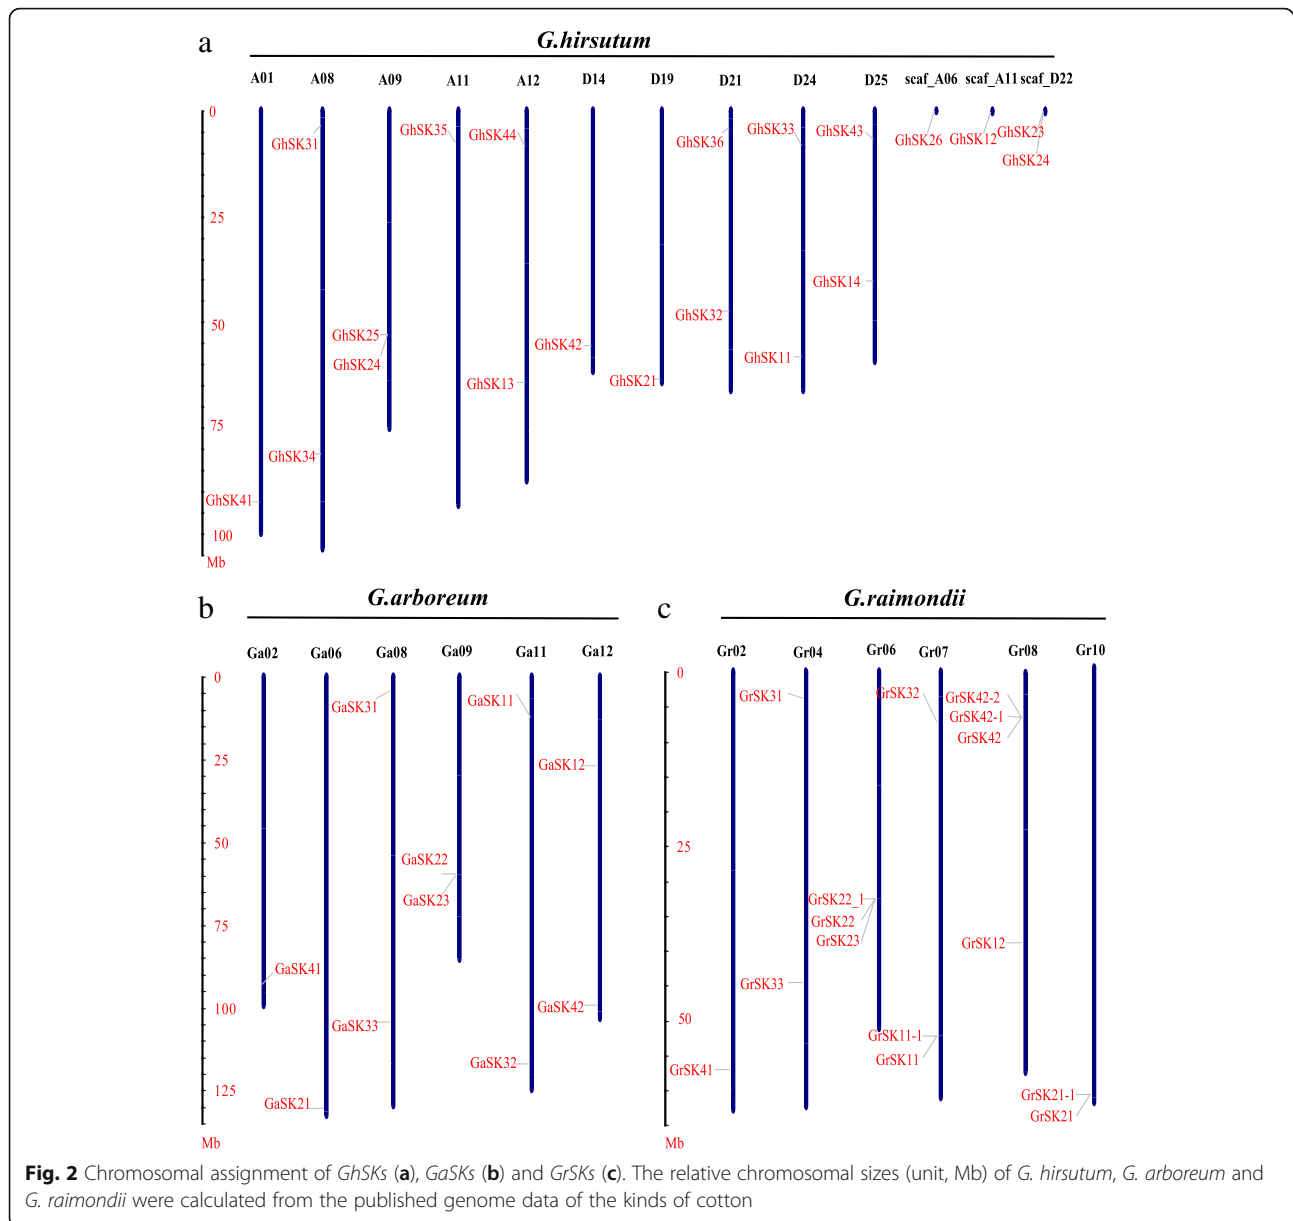 a
G.hirsutum
A01 A08 A09 A11 A12 D14 D19 D21 D24 D25 scaf_A06 scaf_A11 scaf_D22
0
25
50
75
100
Mb
GhSK41
GhSK31
GhSK34
GhSK25
GhSK24
GhSK35
GhSK44
GhSK13
GhSK42
GhSK21
GhSK36
GhSK32
GhSK33
GhSK11
GhSK43
GhSK14
GhSK26
GhSK12
GhSK23
GhSK24
b
G.arboreum
Ga02 Ga06 Ga08 Ga09 Ga11 Ga12
0
25
50
75
100
125
Mb
GaSK41
GaSK21
GaSK31
GaSK33
GaSK22
GaSK23
GaSK11
GaSK32
GaSK12
GaSK42
c
G.raimondii
Gr02 Gr04 Gr06 Gr07 Gr08 Gr10
0
25
50
Mb
GrSK41
GrSK31
GrSK33
GrSK22_1
GrSK22
GrSK23
GrSK32
GrSK11-1
GrSK11
GrSK42-2
GrSK42-1
GrSK42
GrSK12
GrSK21-1
GrSK21
Fig. 2 Chromosomal assignment of GhSKs (a), GaSKs (b) and GrSKs (c). The relative chromosomal sizes (unit, Mb) of G. hirsutum, G. arboreum and
G. raimondii were calculated from the published genome data of the kinds of cotton